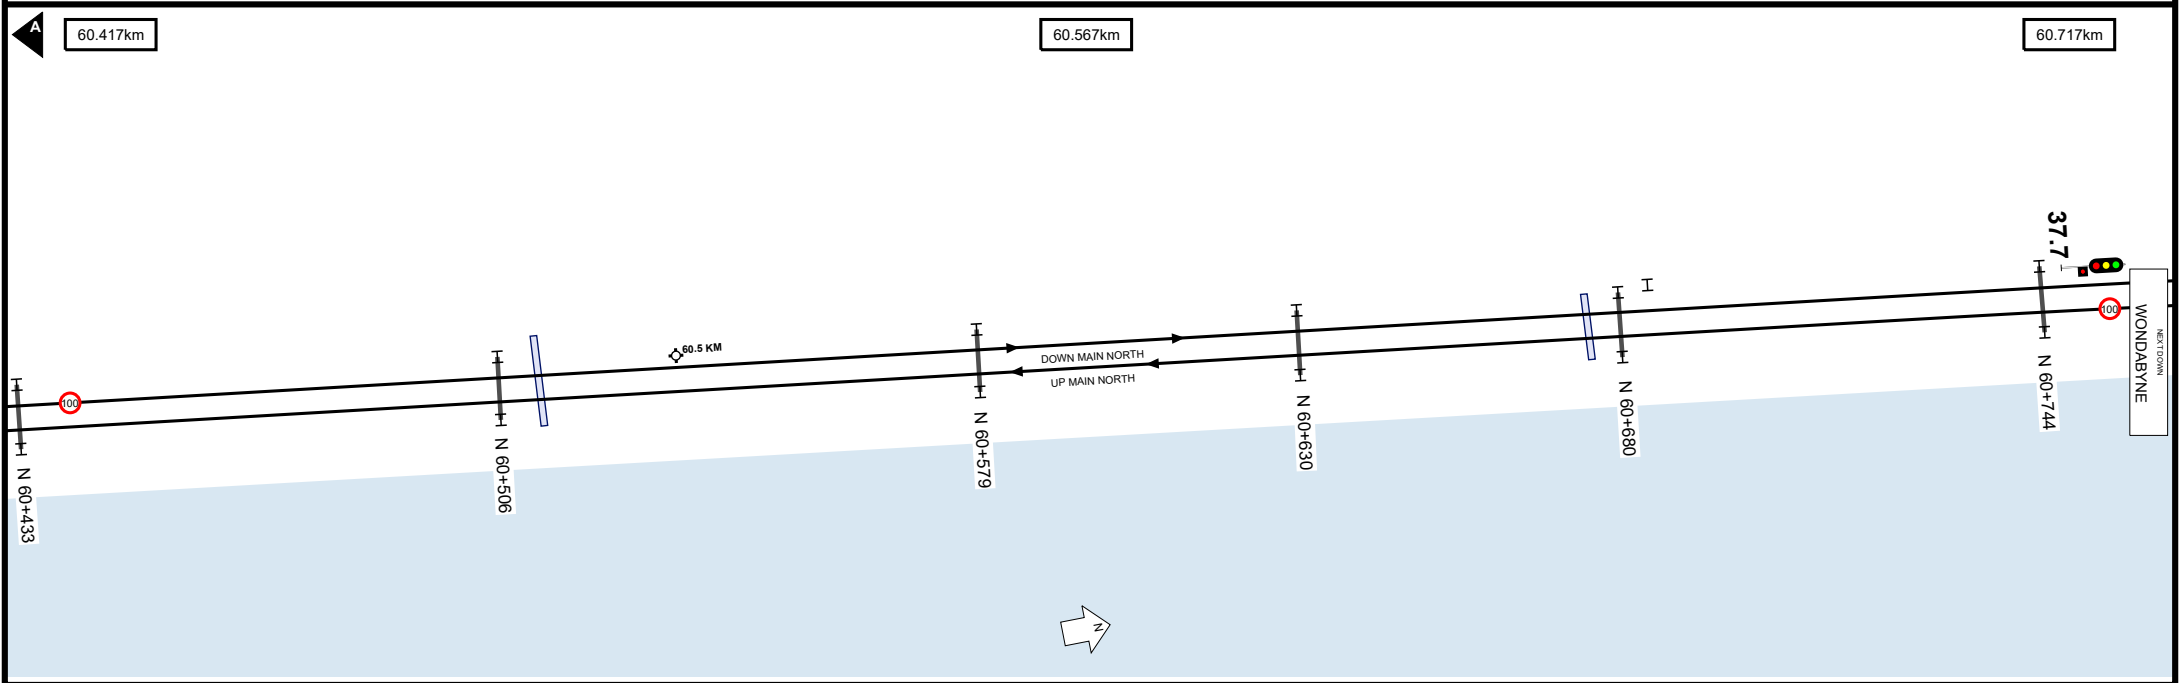 A
60.417km
60.567km
60.717km
37.7
100
60.5 KM
DOWN MAIN NORTH
UP MAIN NORTH
100
NEXT DOWN
WONDABYNE
N 60+433
N 60+506
N 60+579
N 60+630
N 60+680
N 60+744
N